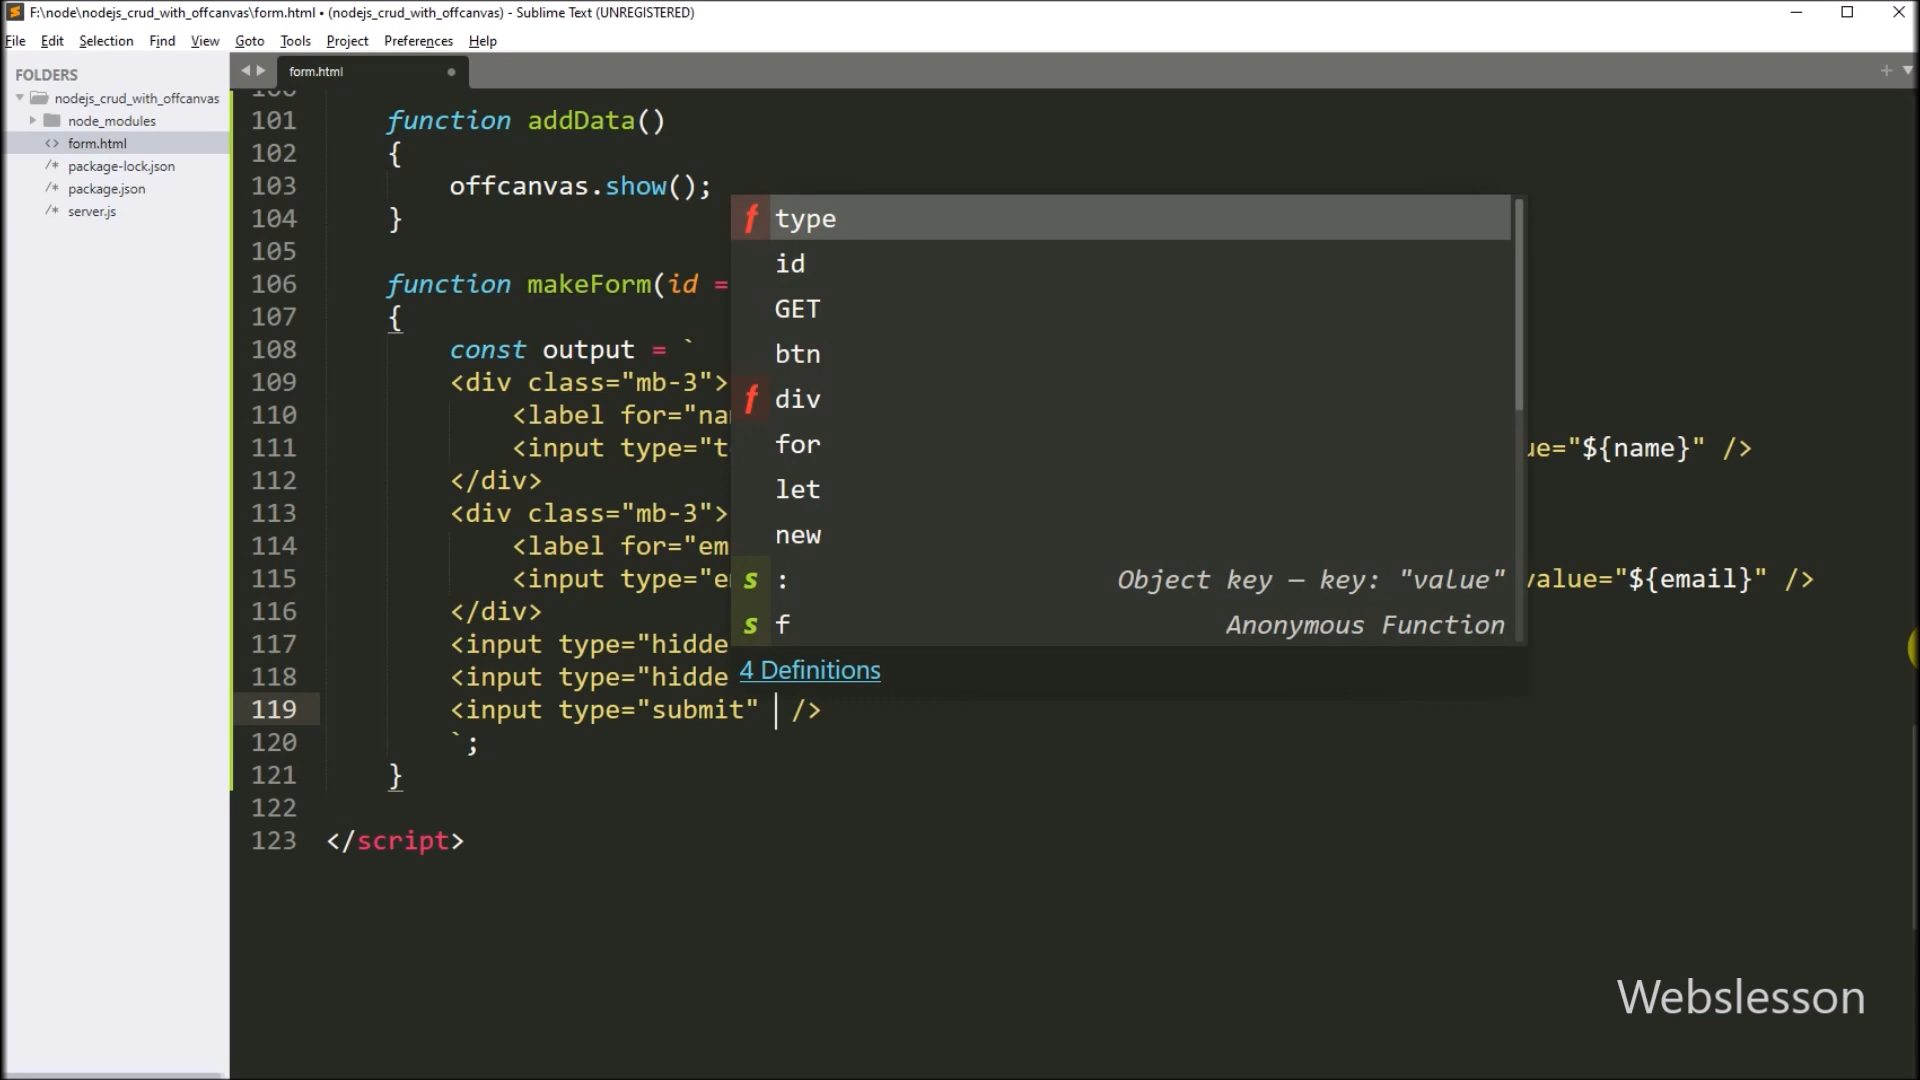 F:\node\nodejs_crud_with_offcanvas\form.html • (nodejs_crud_with_offcanvas) - Sublime Text (UNREGISTERED)
File Edit Selection Find View Goto Tools Project Preferences Help
FOLDERS
nodejs_crud_with_offcanvas
node_modules
<> form.html
/* package-lock.json
/* package.json
/* server.js
form.html
100
101 function addData()
102 {
103 offcanvas.show();
104 }
105
106 function makeForm(id =
107 {
108 const output = `
109 <div class="mb-3">
110 <label for="na
111 <input type="t ue="${name}" />
112 </div>
113 <div class="mb-3">
114 <label for="em
115 <input type="e value="${email}" />
116 </div>
117 <input type="hidde
118 <input type="hidde
119 <input type="submit" />
120 `;
121 }
122
123 </script>
f type
id
GET
btn
f div
for
let
new
s : Object key — key: "value"
s f Anonymous Function
4 Definitions
Webslesson